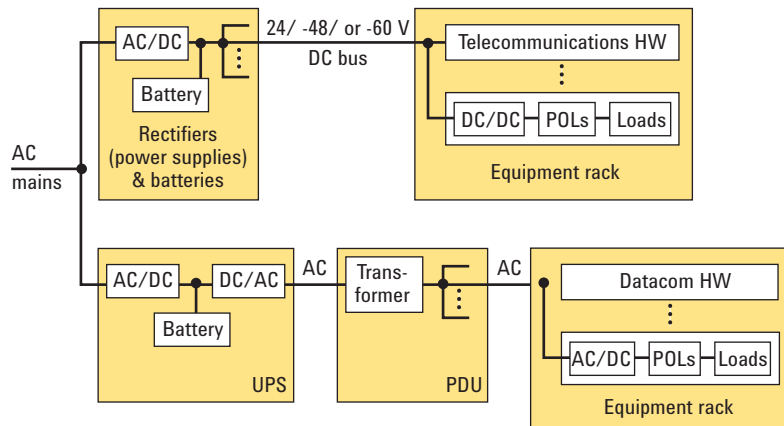 AC
mains
AC/DC
Battery
Rectifiers
(power supplies)
& batteries
24/ -48/ or -60 V
DC bus
Telecommunications HW
DC/DC
POLs
Loads
Equipment rack
AC/DC
DC/AC
Battery
UPS
AC
Trans-
former
PDU
AC
Datacom HW
AC/DC
POLs
Loads
Equipment rack